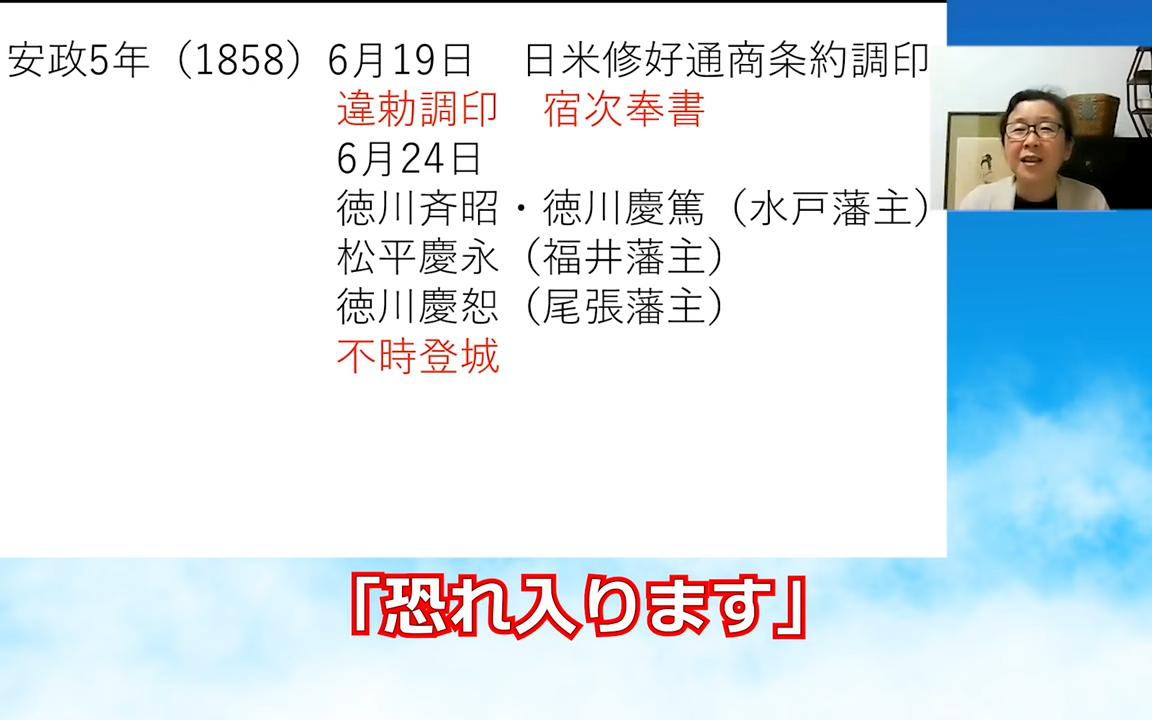 安政5年（1858）6月19日　日米修好通商条約調印
違勅調印　宿次奉書
6月24日
徳川斉昭・徳川慶篤（水戸藩主）
松平慶永（福井藩主）
徳川慶恕（尾張藩主）
不時登城
「恐れ入ります」